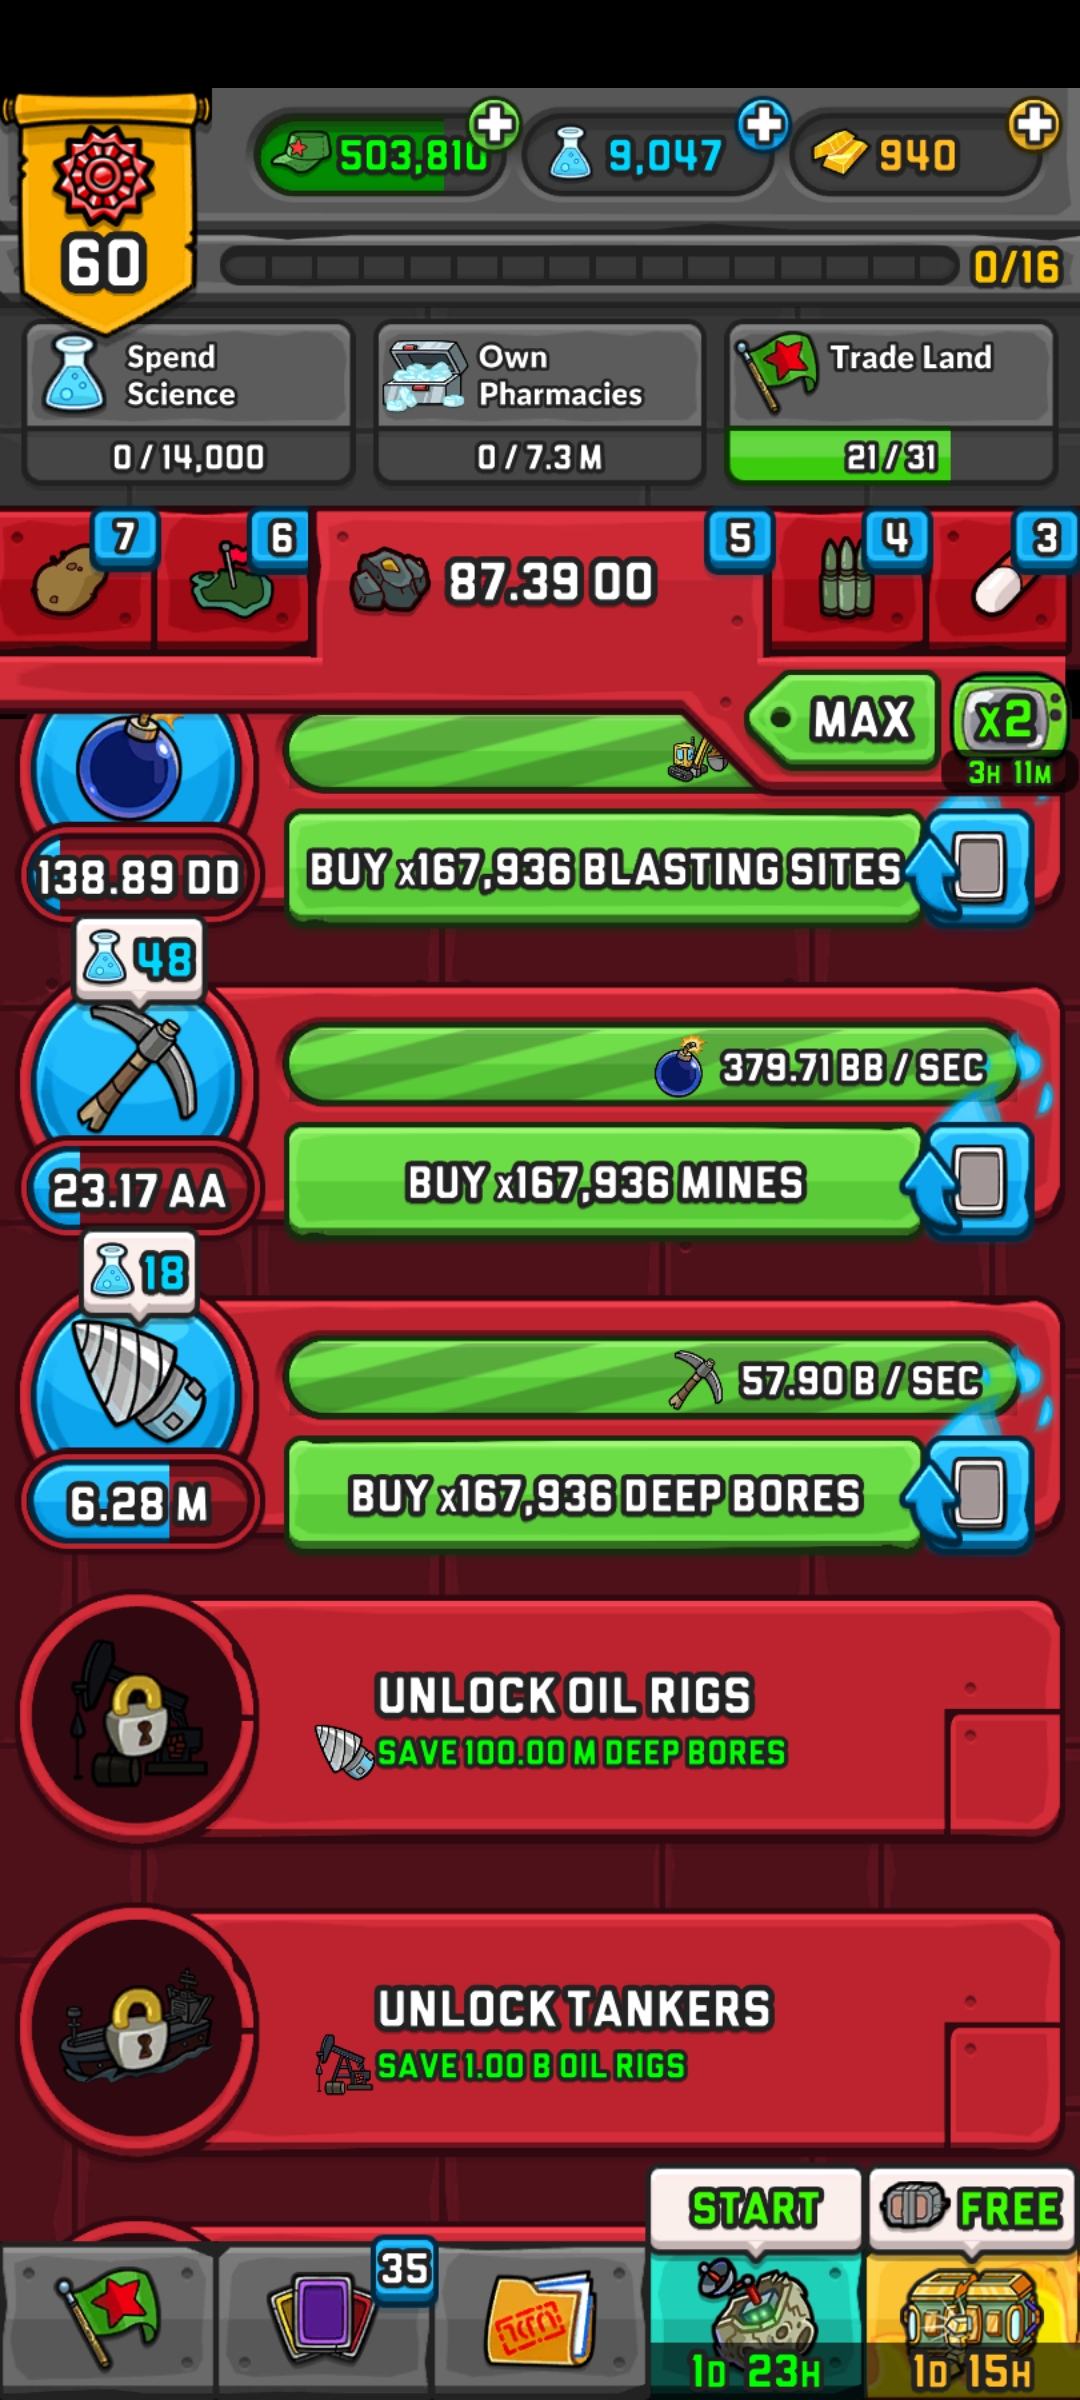 503,810
9,047
940
60
0/16
Spend
Science
0/14,000
Own
Pharmacies
0/7.3 M
Trade Land
21/31
7
6
87.39 OO
5
4
3
MAX
x2
3H 11M
138.89 DD
BUY x167,936 BLASTING SITES
48
379.71 BB / SEC
23.17 AA
BUY x167,936 MINES
18
57.90 B / SEC
6.28 M
BUY x167,936 DEEP BORES
UNLOCK OIL RIGS
SAVE 100.00 M DEEP BORES
UNLOCK TANKERS
SAVE 1.00 B OIL RIGS
START
FREE
35
1D 23H
1D 15H